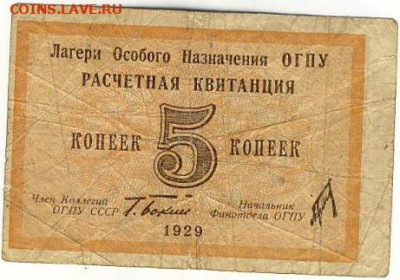 COINS.LAVE.RU
Лагери Особого Назначения ОГПУ
РАСЧЕТНАЯ КВИТАНЦИЯ
КОПЕЕК 5 КОПЕЕК
Член Коллегий Начальник
ОГПУ СССР Г. Бокий Финотдела ОГПУ
1929